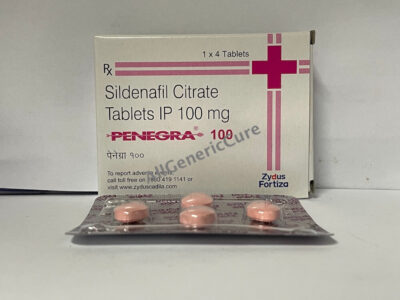 1 x 4 Tablets
Rx
Sildenafil Citrate
Tablets IP 100 mg
PENEGRA 100
पेनेग्रा १००
To report adverse events
call toll free on 1800 419 1141 or
visit www.zyduscadila.com
Zydus
Fortiza
AllGenericCure